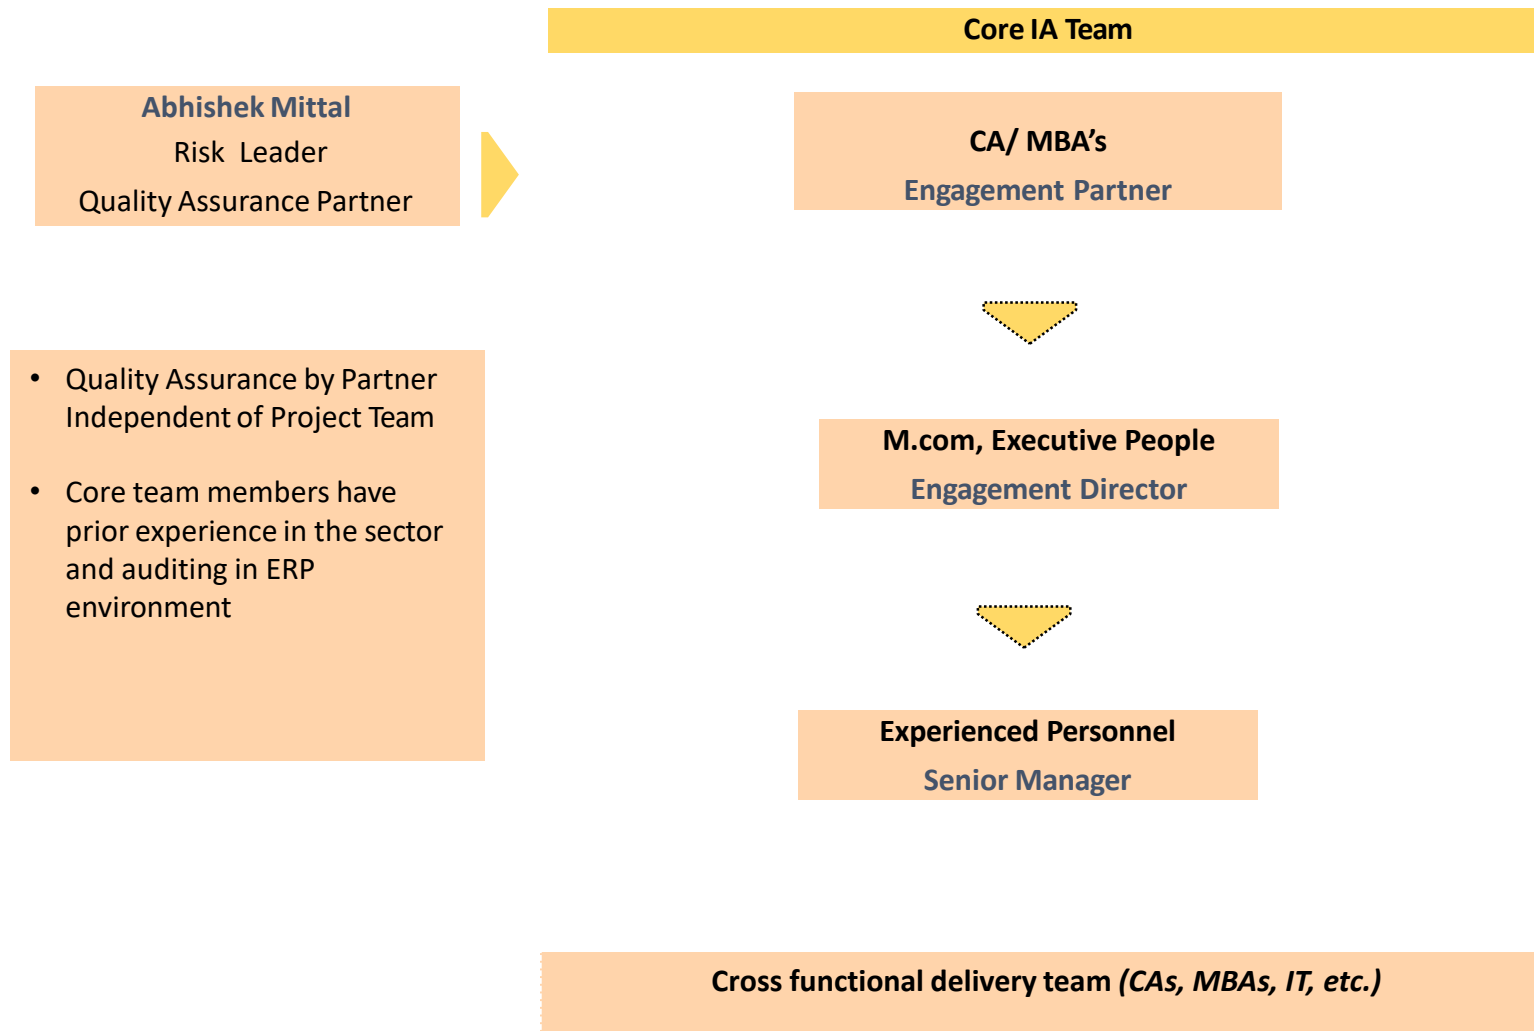 Core IA Team
Abhishek Mittal
Risk Leader
Quality Assurance Partner
CA/ MBA’s
Engagement Partner
• Quality Assurance by Partner
Independent of Project Team
• Core team members have
prior experience in the sector
and auditing in ERP
environment
M.com, Executive People
Engagement Director
Experienced Personnel
Senior Manager
Cross functional delivery team (CAs, MBAs, IT, etc.)